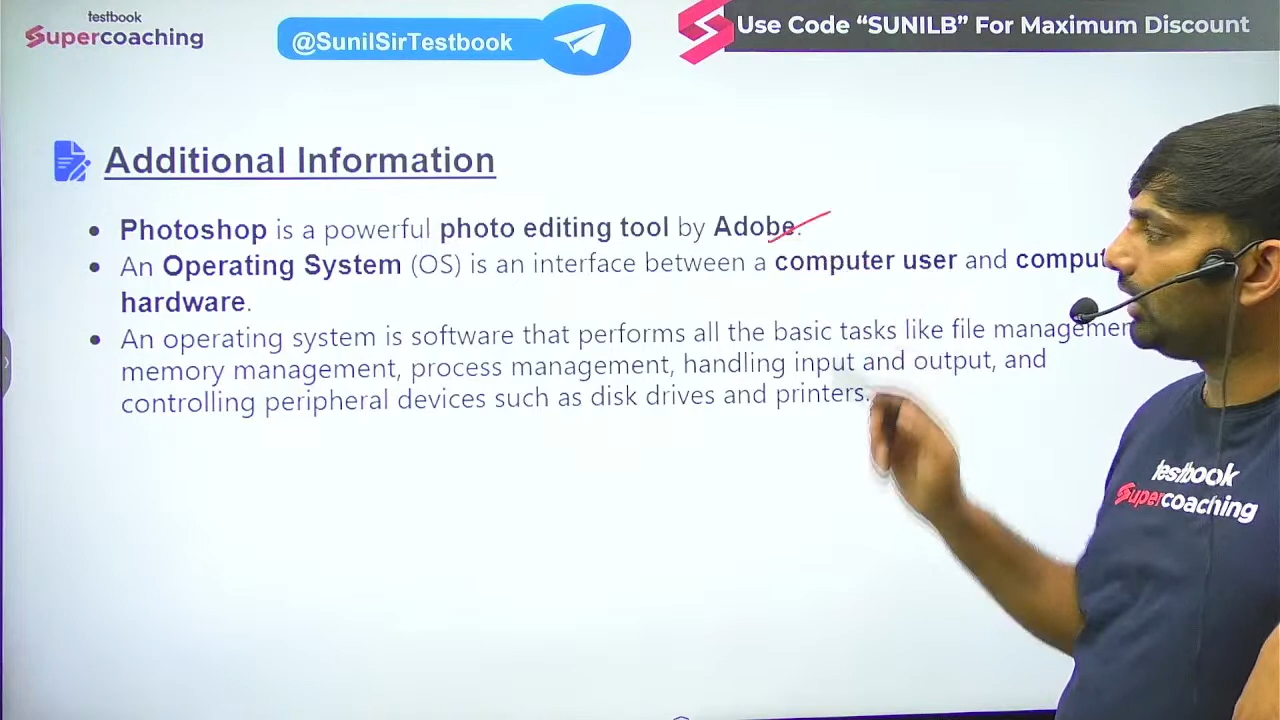 testbook
Supercoaching
@SunilSirTestbook
Use Code “SUNILB” For Maximum Discount
Additional Information
• Photoshop is a powerful photo editing tool by Adobe.
• An Operating System (OS) is an interface between a computer user and
hardware.
• An operating system is software that performs all the basic tasks like file
memory management, process management, handling input and output, and
controlling peripheral devices such as disk drives and printers.
testbook
Supercoaching